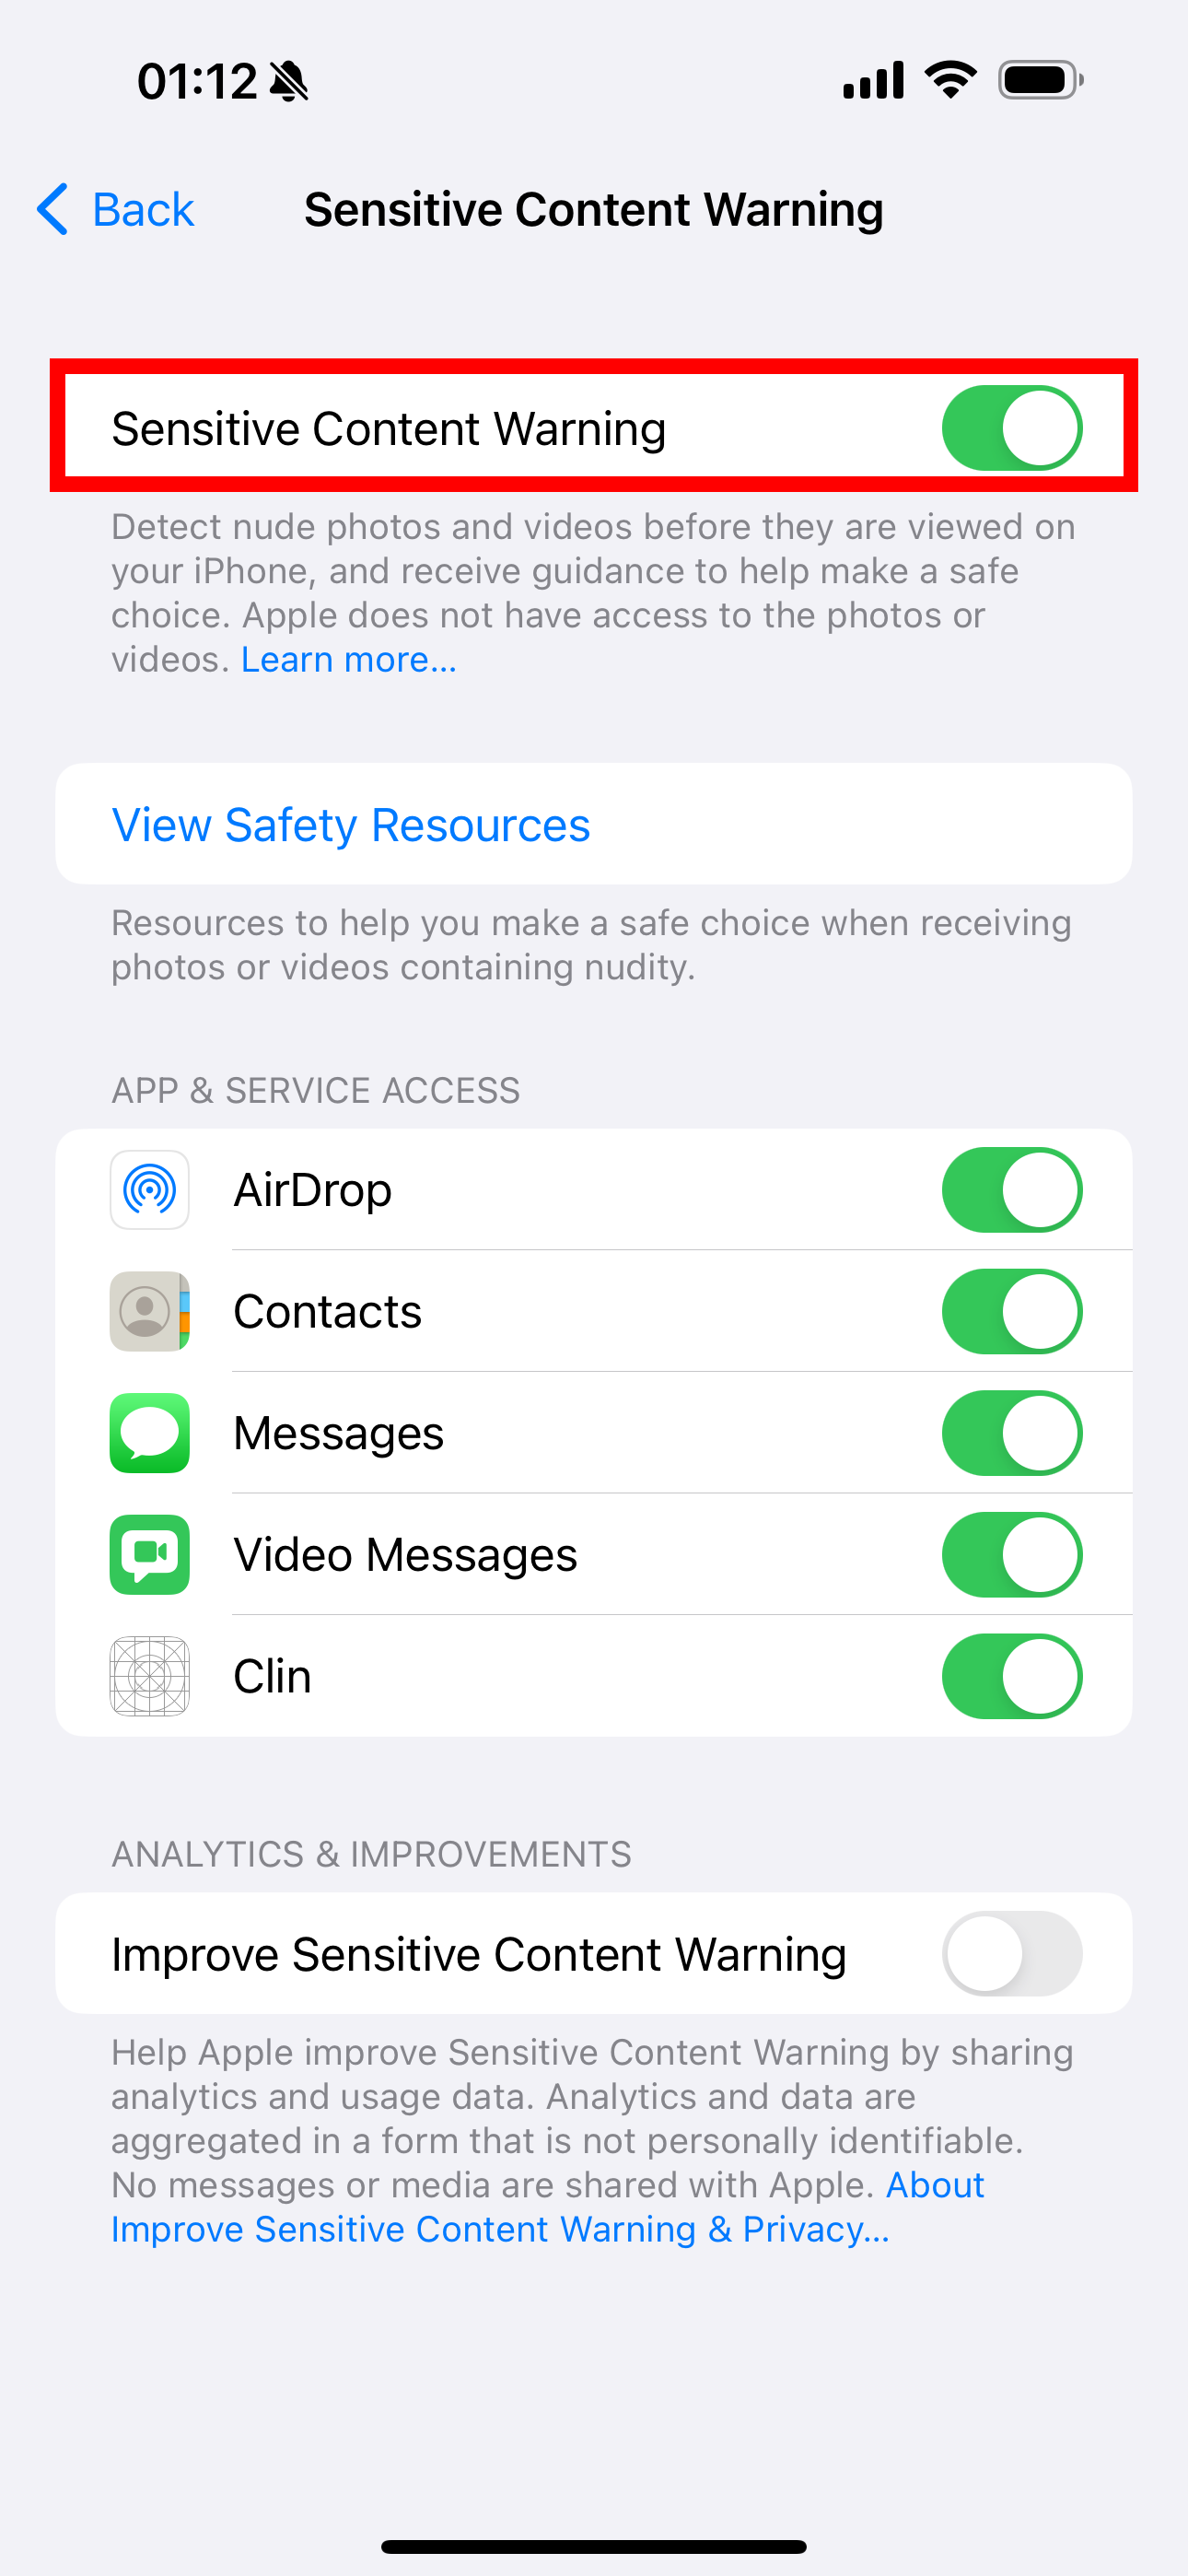 01:12
Back
Sensitive Content Warning
Sensitive Content Warning
Detect nude photos and videos before they are viewed on
your iPhone, and receive guidance to help make a safe
choice. Apple does not have access to the photos or
videos. Learn more...
View Safety Resources
Resources to help you make a safe choice when receiving
photos or videos containing nudity.
APP & SERVICE ACCESS
AirDrop
Contacts
Messages
Video Messages
Clin
ANALYTICS & IMPROVEMENTS
Improve Sensitive Content Warning
Help Apple improve Sensitive Content Warning by sharing
analytics and usage data. Analytics and data are
aggregated in a form that is not personally identifiable.
No messages or media are shared with Apple. About
Improve Sensitive Content Warning & Privacy...